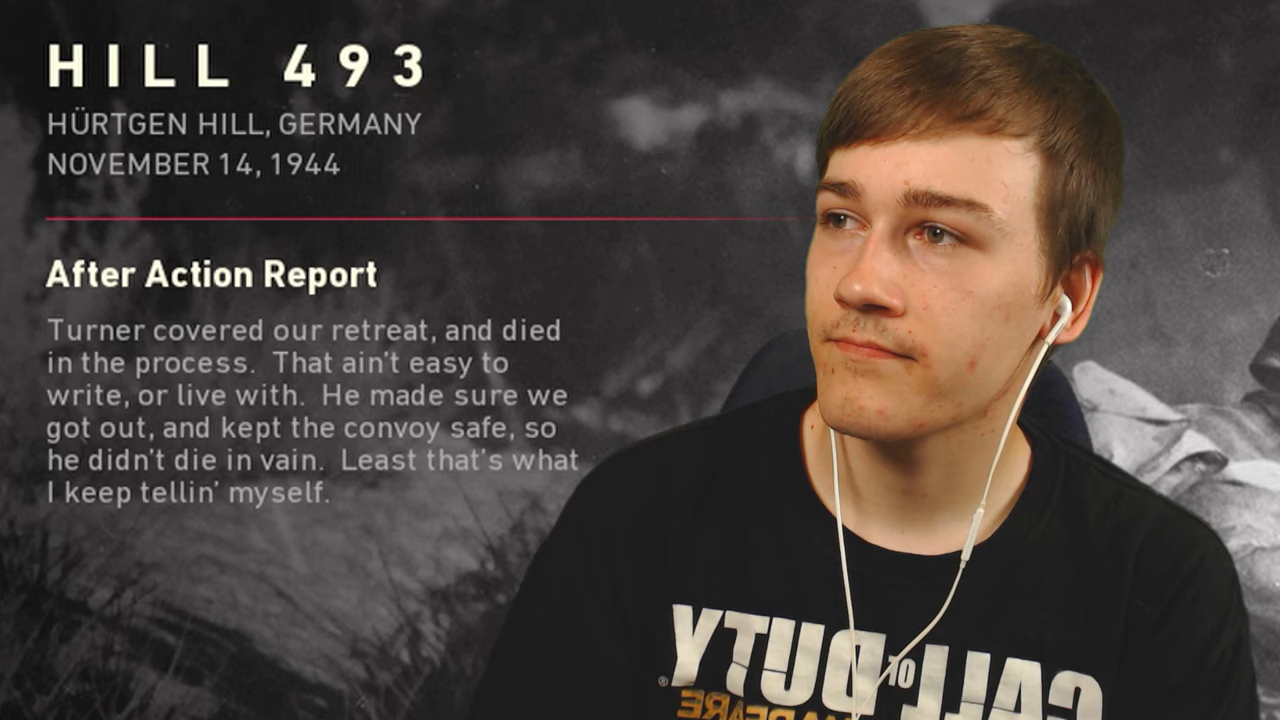 HILL 493
HÜRTGEN HILL, GERMANY
NOVEMBER 14, 1944
After Action Report
Turner covered our retreat, and died
in the process.  That ain't easy to
write, or live with.  He made sure we
got out, and kept the convoy safe, so
he didn't die in vain.  Least that's what
I keep tellin' myself.
CALL OF DUTY®
WARFARE